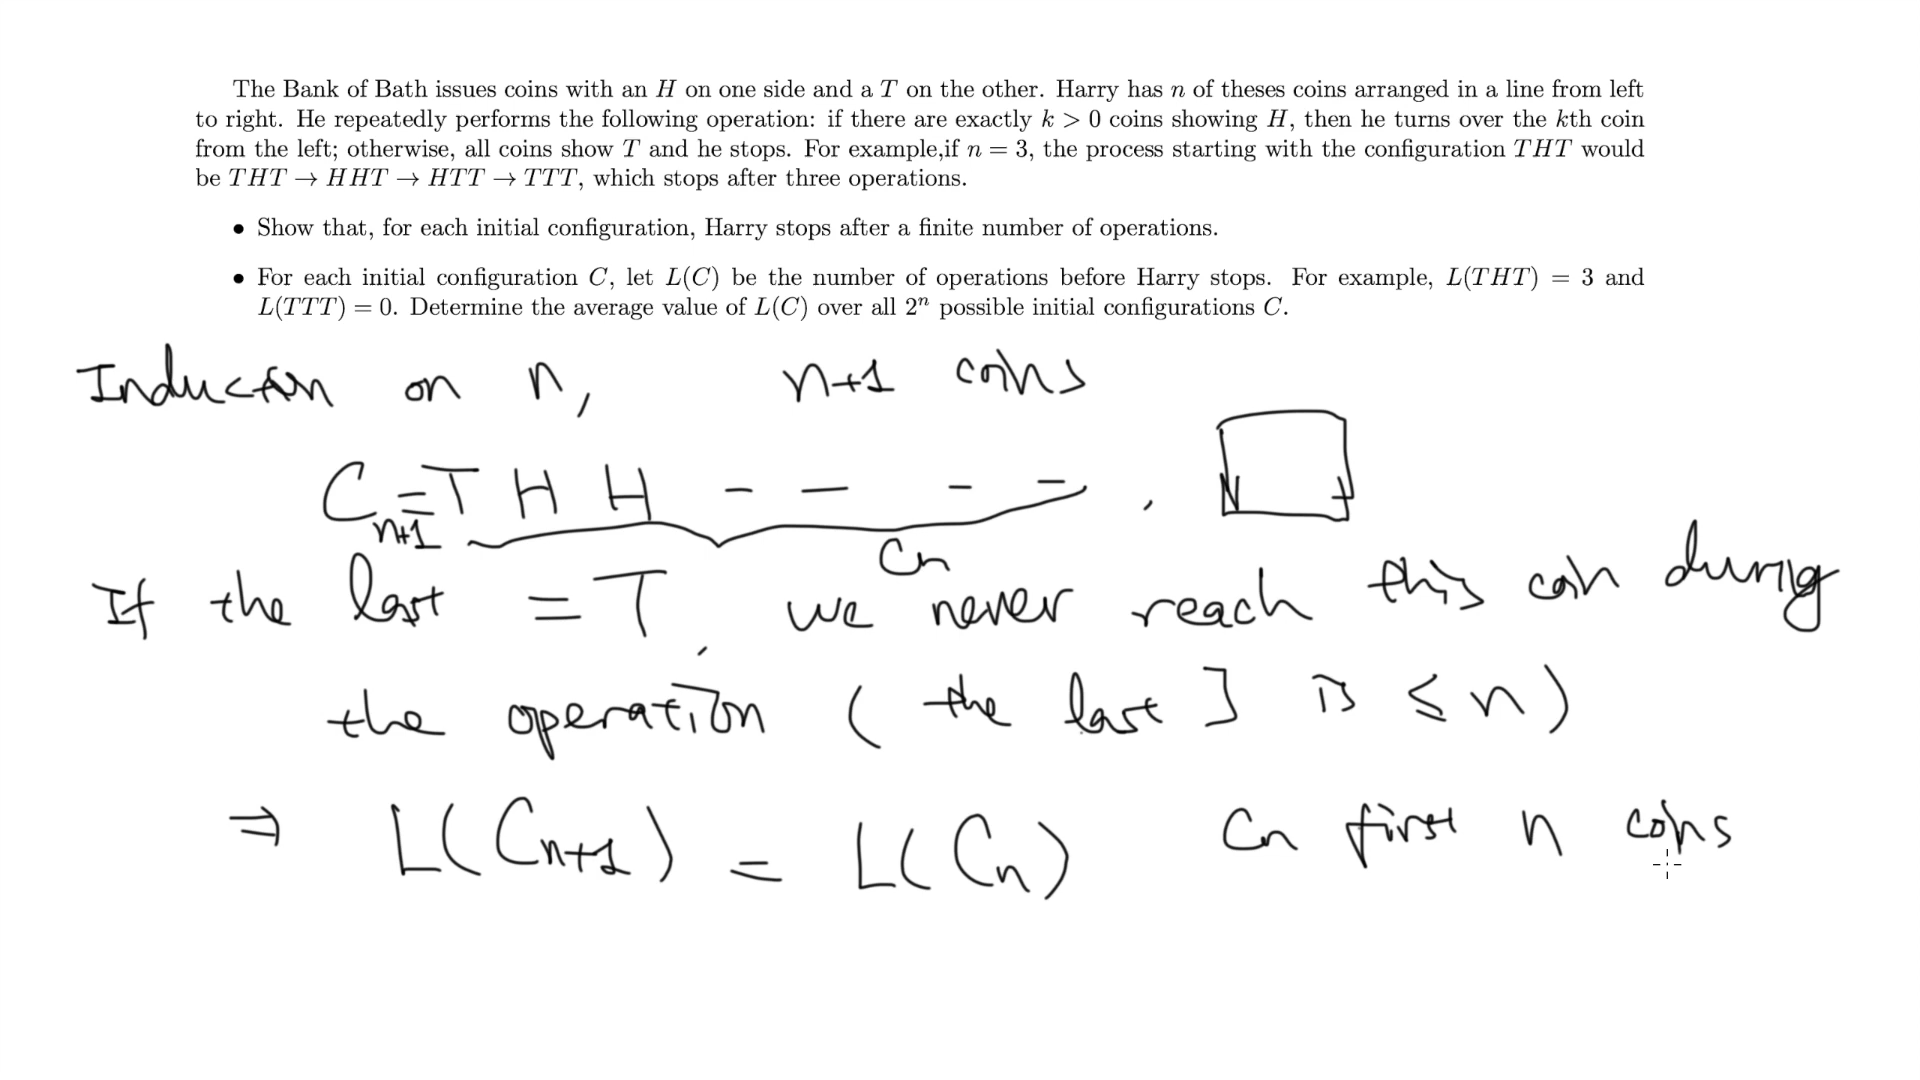 The Bank of Bath issues coins with an H on one side and a T on the other. Harry has n of theses coins arranged in a line from left
to right. He repeatedly performs the following operation: if there are exactly k > 0 coins showing H, then he turns over the kth coin
from the left; otherwise, all coins show T and he stops. For example,if n = 3, the process starting with the configuration THT would
be THT → HHT → HTT → TTT, which stops after three operations.
• Show that, for each initial configuration, Harry stops after a finite number of operations.
• For each initial configuration C, let L(C) be the number of operations before Harry stops. For example, L(THT) = 3 and
L(TTT) = 0. Determine the average value of L(C) over all 2ⁿ possible initial configurations C.
Induction on n, n+1 coins
Cₙ₊₁ = T H H - - - - .
Cn
If the last = T, we never reach this coin during
the operation ( the last ] is ≤ n )
⇒ L( Cₙ₊₁ ) = L( Cₙ ) Cn first n coins